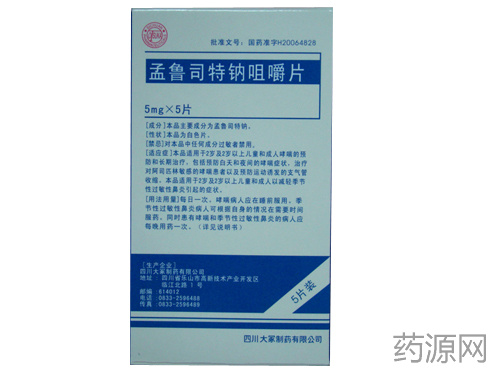 批准文号：国药准字H20064828
孟鲁司特钠咀嚼片
5mg×5片
[成分]本品主要成分为孟鲁司特钠。
[性状]本品为白色片。
[禁忌]对本品中任何成分过敏者禁用。
[适应症]本品适用于2岁及2岁以上儿童和成人哮喘的预
防和长期治疗，包括预防白天和夜间的哮喘症状，治疗
对阿司匹林敏感的哮喘患者以及预防运动诱发的支气管
收缩。本品适用于2岁及2岁以上儿童和成人以减轻季节
性过敏性鼻炎引起的症状。
[用法用量]每日一次。哮喘病人应在睡前服用。季
节性过敏性鼻炎病人可根据自身的情况在需要时间
服药。同时患有哮喘和季节性过敏性鼻炎的病人应
每晚用药一次。（详见说明书）
[生产企业]
四川大冢制药有限公司
地址：四川省乐山市高新技术产业开发区
临江北路1号
邮编：614012
电话：0833-2596488
传真：0833-2596489
5片装
四川大冢制药有限公司
药源网